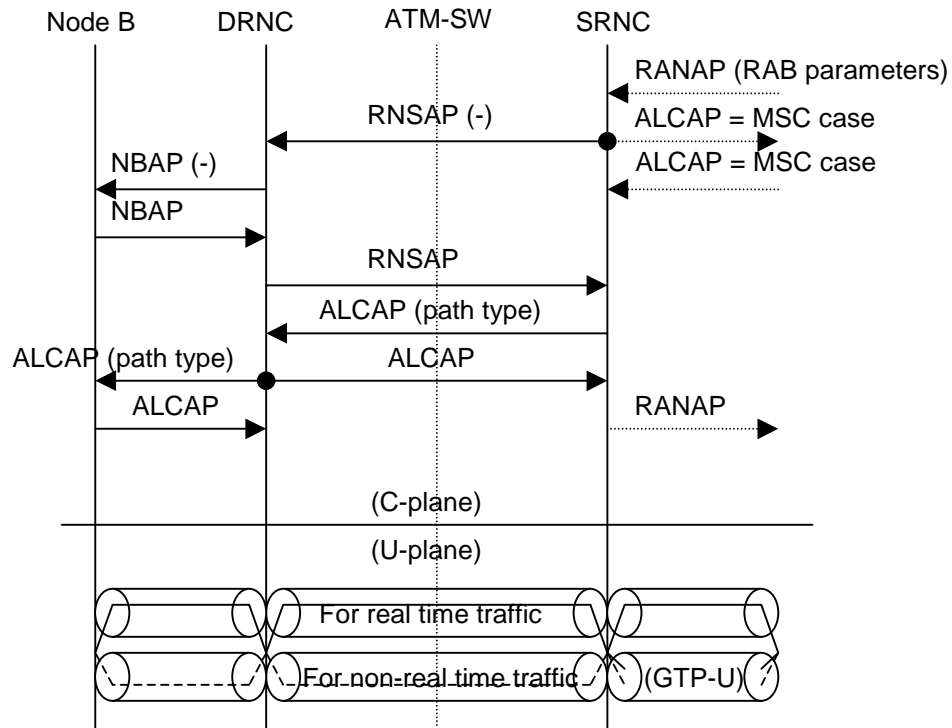 Node B DRNC ATM-SW SRNC
RANAP (RAB parameters)
RNSAP (-) ALCAP = MSC case
NBAP (-) ALCAP = MSC case
NBAP
RNSAP
ALCAP (path type)
ALCAP (path type) ALCAP
ALCAP RANAP
(C-plane)
(U-plane)
For real time traffic
For non-real time traffic (GTP-U)